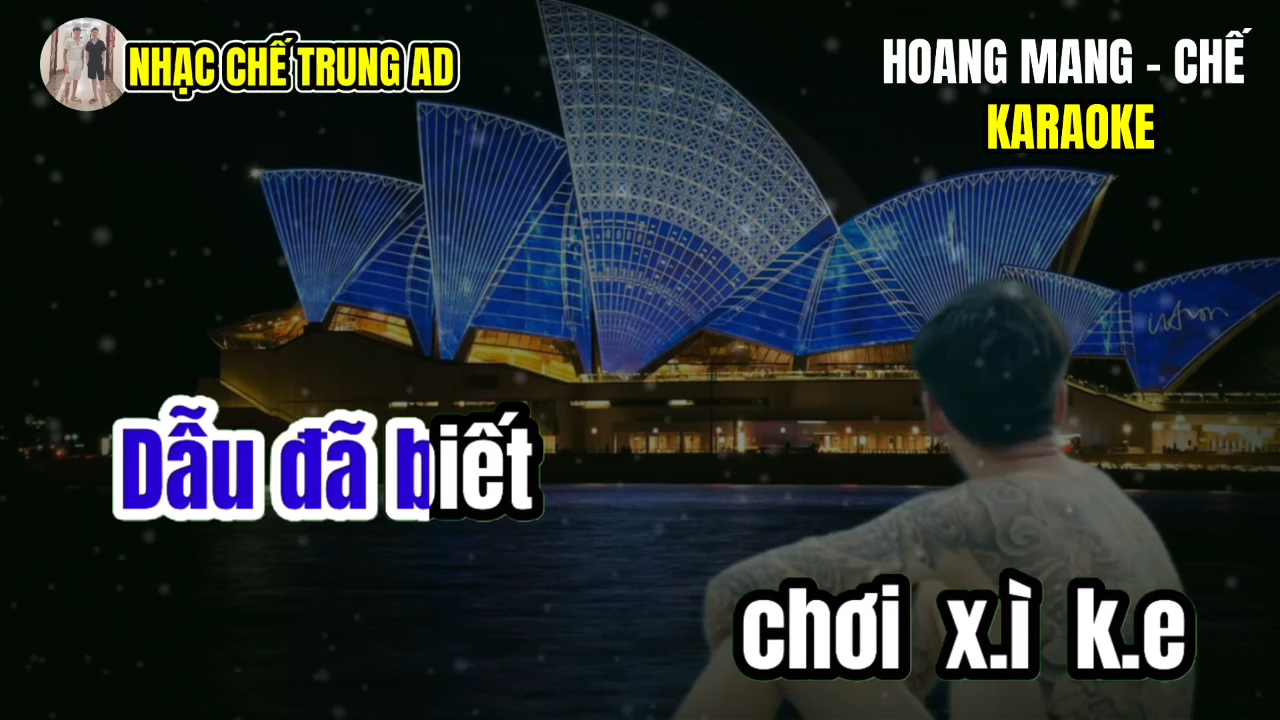 NHẠC CHẾ TRUNG AD
HOANG MANG - CHẾ
KARAOKE
Dẫu đã biết
chơi x.ì k.e